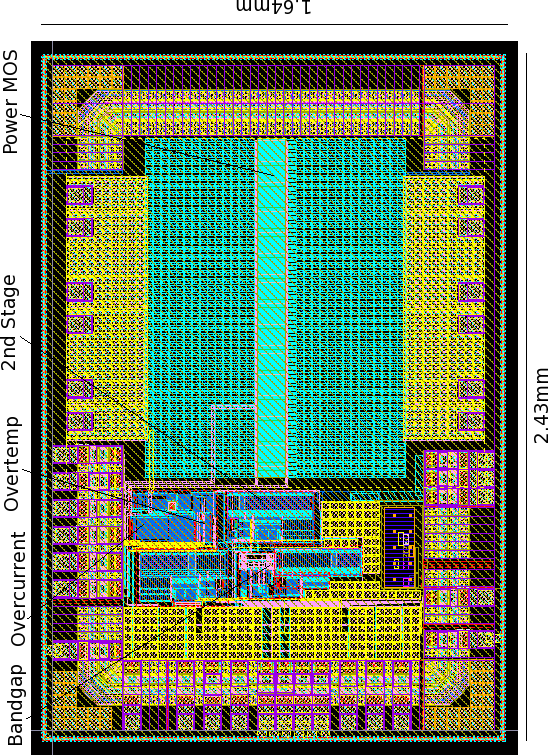 1.64mm
Power MOS
2nd Stage
Overtemp
Overcurrent
Bandgap
2.43mm